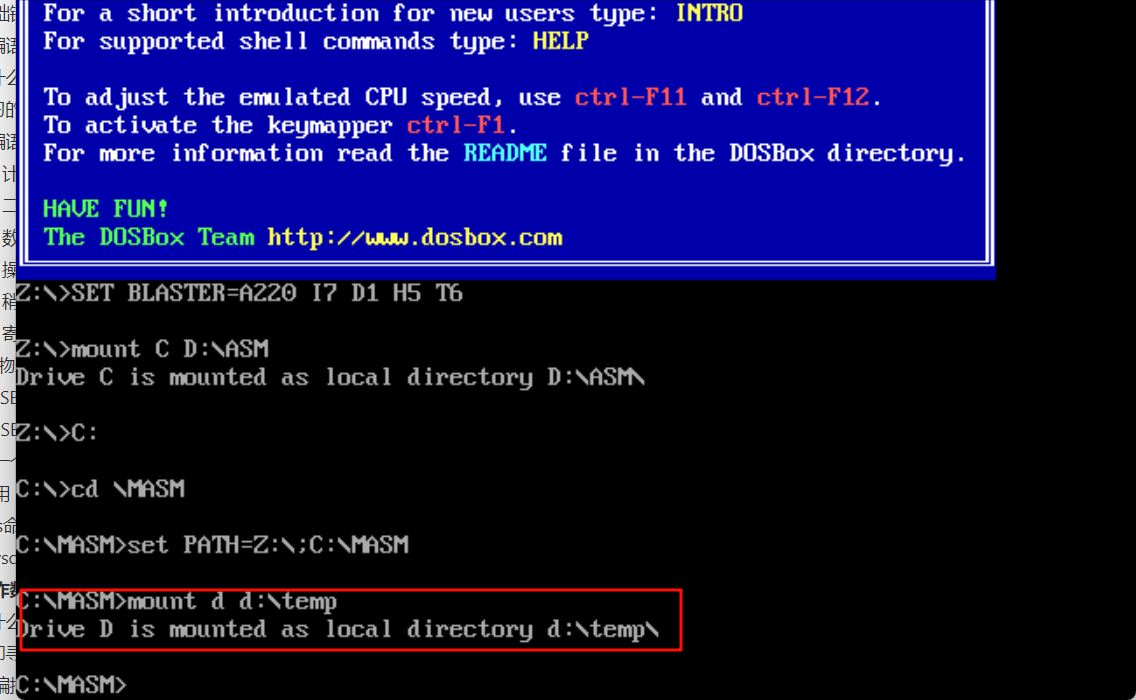 For a short introduction for new users type: INTRO
For supported shell commands type: HELP
To adjust the emulated CPU speed, use ctrl-F11 and ctrl-F12.
To activate the keymapper ctrl-F1.
For more information read the README file in the DOSBox directory.
HAVE FUN!
The DOSBox Team http://www.dosbox.com
Z:\>SET BLASTER=A220 I7 D1 H5 T6
Z:\>mount C D:\ASM
Drive C is mounted as local directory D:\ASM\
Z:\>C:
C:\>cd \MASM
C:\MASM>set PATH=Z:\;C:\MASM
C:\MASM>mount d d:\temp
Drive D is mounted as local directory d:\temp\
C:\MASM>